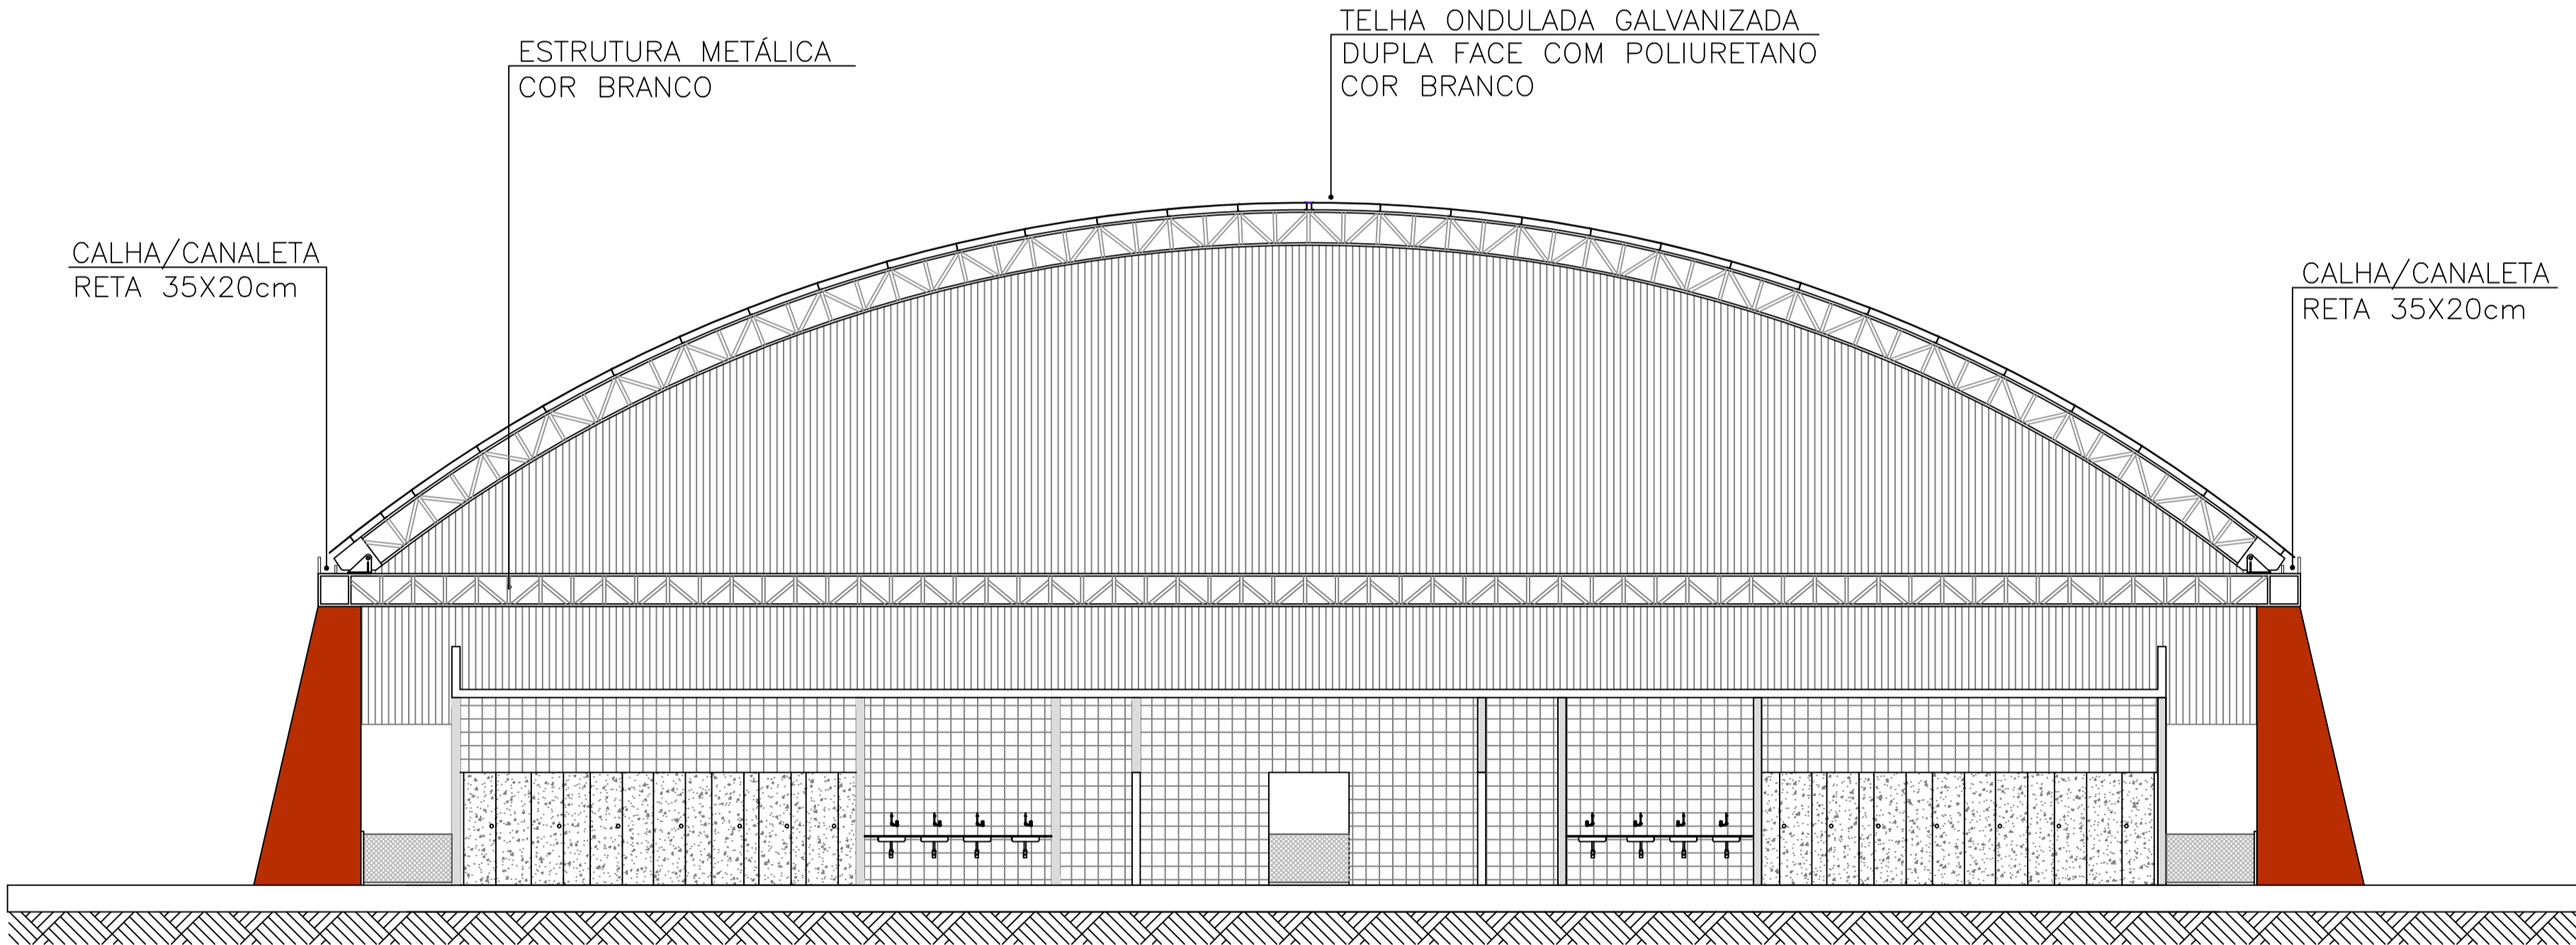 TELHA ONDULADA GALVANIZADA
DUPLA FACE COM POLIURETANO
COR BRANCO
ESTRUTURA METÁLICA
COR BRANCO
CALHA/CANALETA
RETA 35X20cm
CALHA/CANALETA
RETA 35X20cm